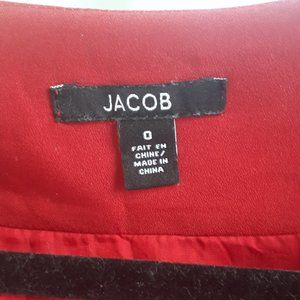 JACOB
0
FAIT EN
CHINE/
MADE IN
CHINA